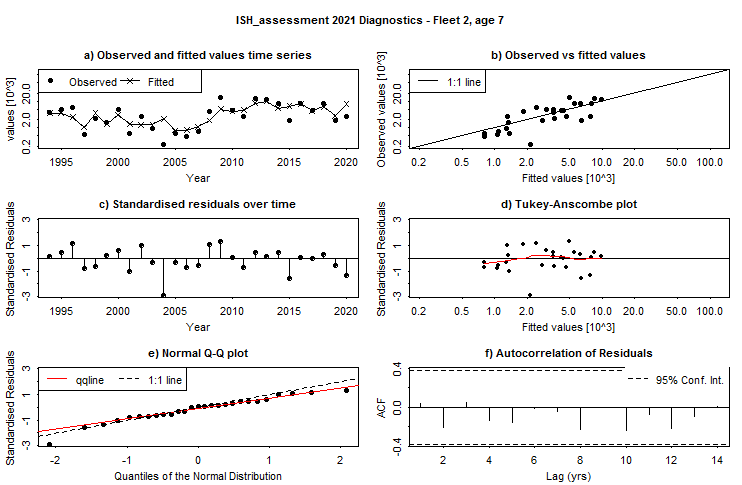 ISH_assessment 2021 Diagnostics - Fleet 2, age 7
a) Observed and fitted values time series
values [10^3]
0.2 2.0 20.0
Observed Fitted
1995 2000 2005 2010 2015 2020
Year
b) Observed vs fitted values
Observed values [10^3]
0.2 2.0 20.0
1:1 line
0.2 0.5 1.0 2.0 5.0 10.0 20.0 50.0 100.0
Fitted values [10^3]
c) Standardised residuals over time
Standardised Residuals
-3 -1 1 3
1995 2000 2005 2010 2015 2020
Year
d) Tukey-Anscombe plot
Standardised Residuals
-3 -1 1 3
0.2 0.5 1.0 2.0 5.0 10.0 20.0 50.0 100.0
Fitted values [10^3]
e) Normal Q-Q plot
Standardised Residuals
-3 -1 1 3
qqline 1:1 line
-2 -1 0 1 2
Quantiles of the Normal Distribution
f) Autocorrelation of Residuals
ACF
-0.4 0.0 0.4
95% Conf. Int.
2 4 6 8 10 12 14
Lag (yrs)